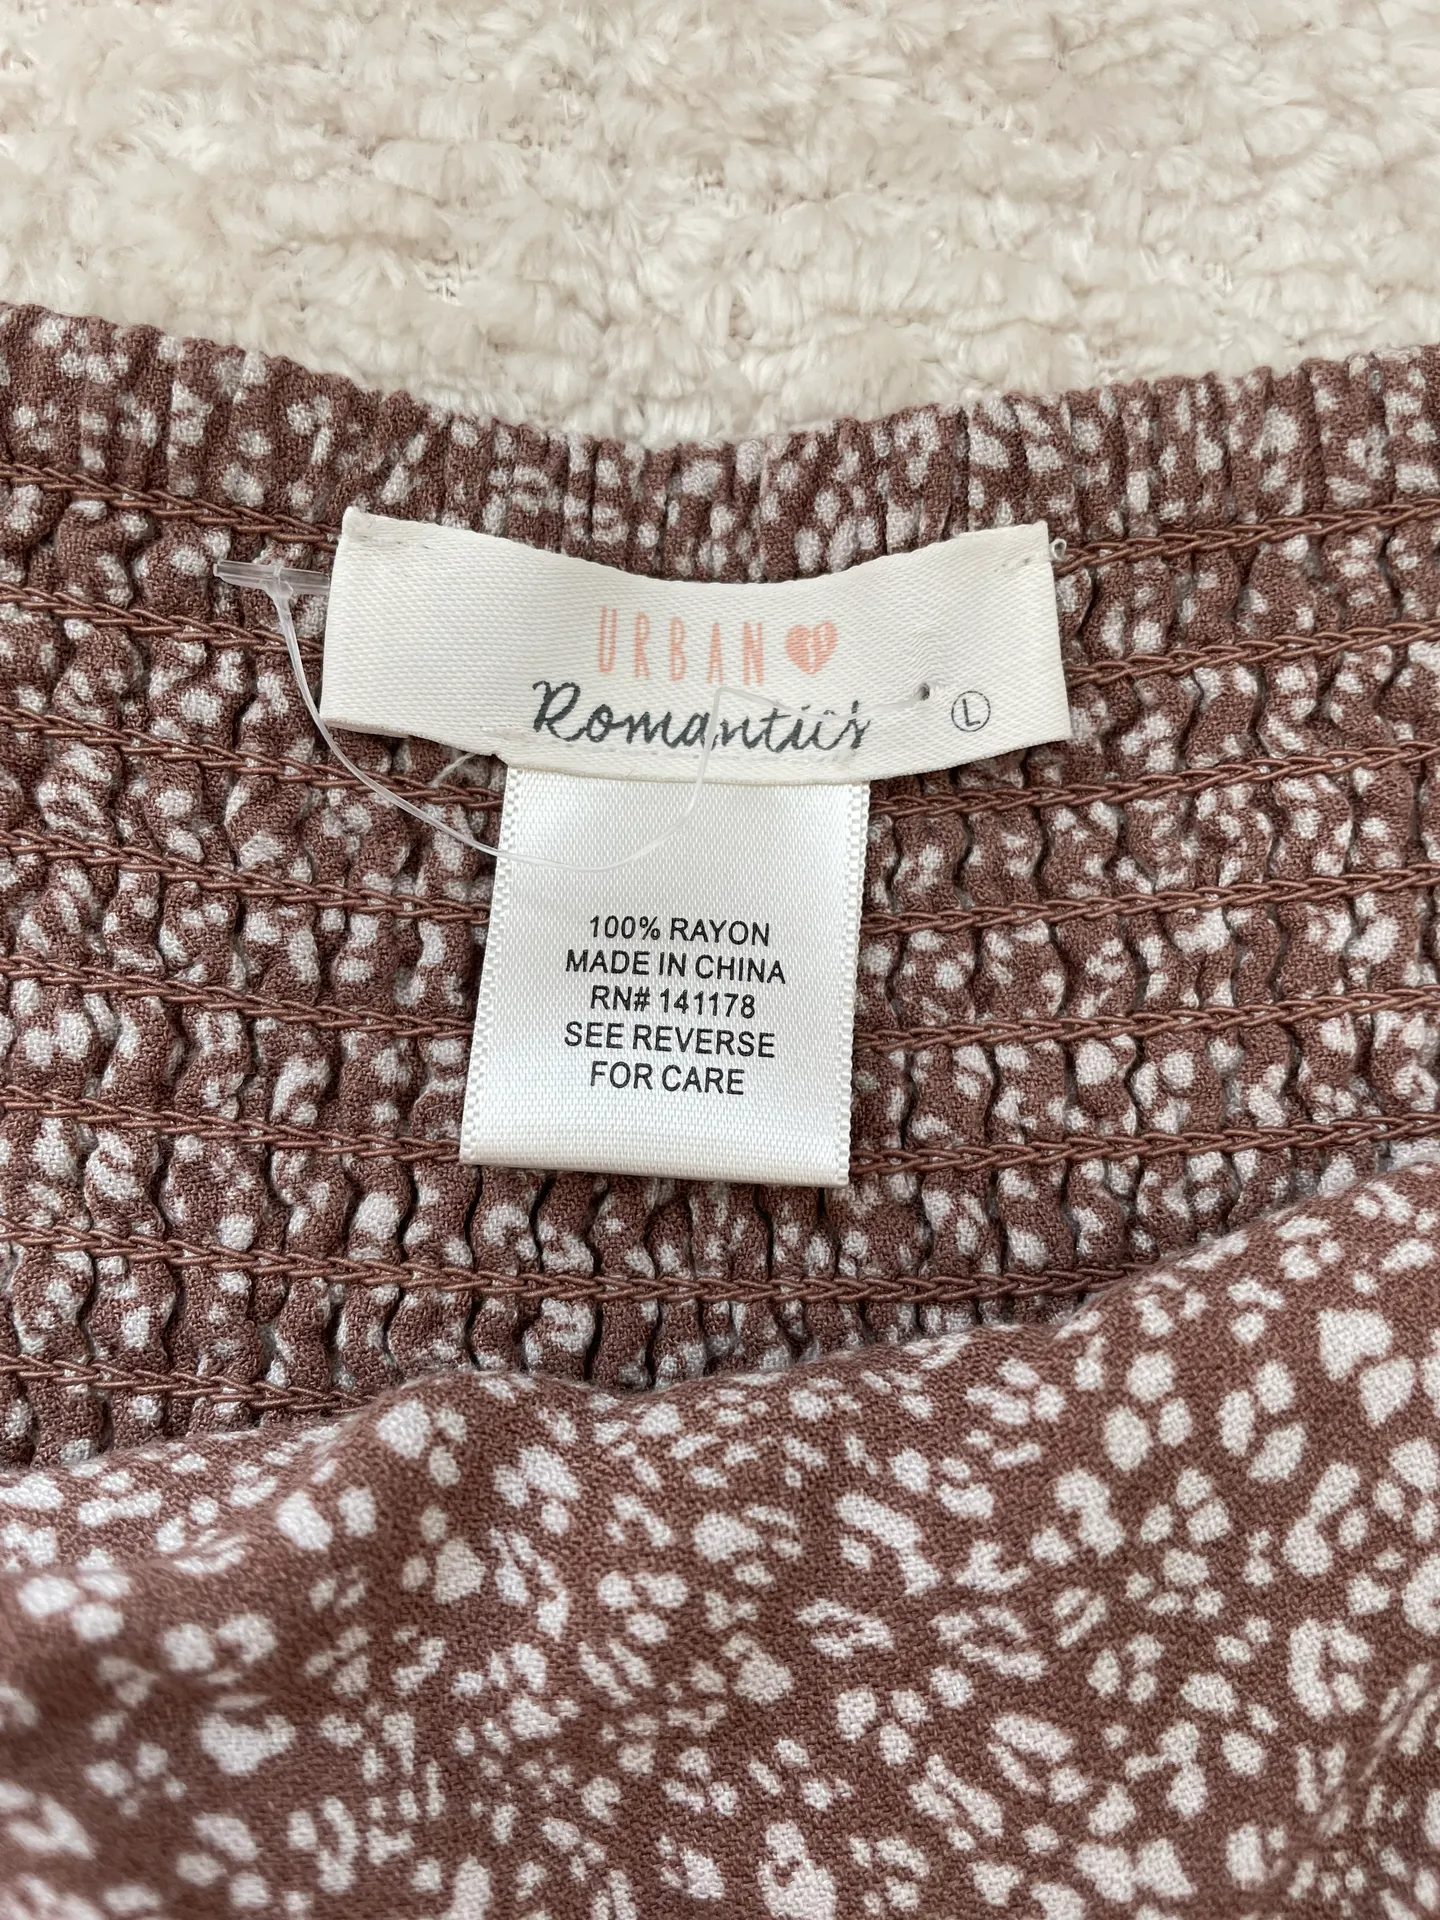 URBAN
Romantics
L
100% RAYON
MADE IN CHINA
RN# 141178
SEE REVERSE
FOR CARE